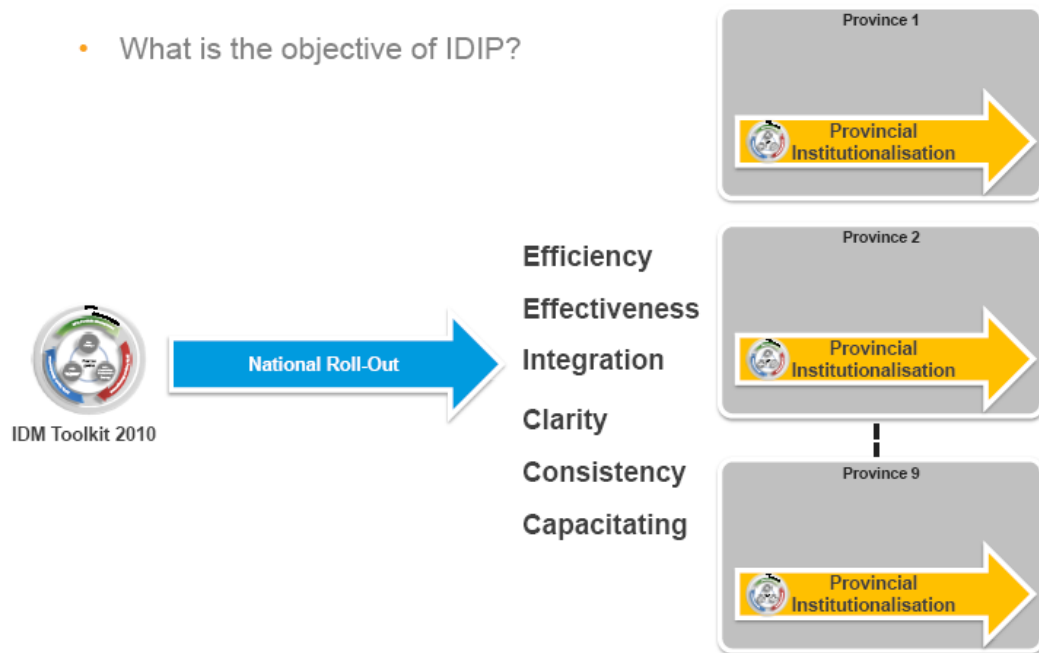 • What is the objective of IDIP?
Province 1
Provincial
Institutionalisation
Efficiency
Effectiveness
Integration
Clarity
Consistency
Capacitating
Province 2
Provincial
Institutionalisation
National Roll-Out
IDM Toolkit 2010
Province 9
Provincial
Institutionalisation